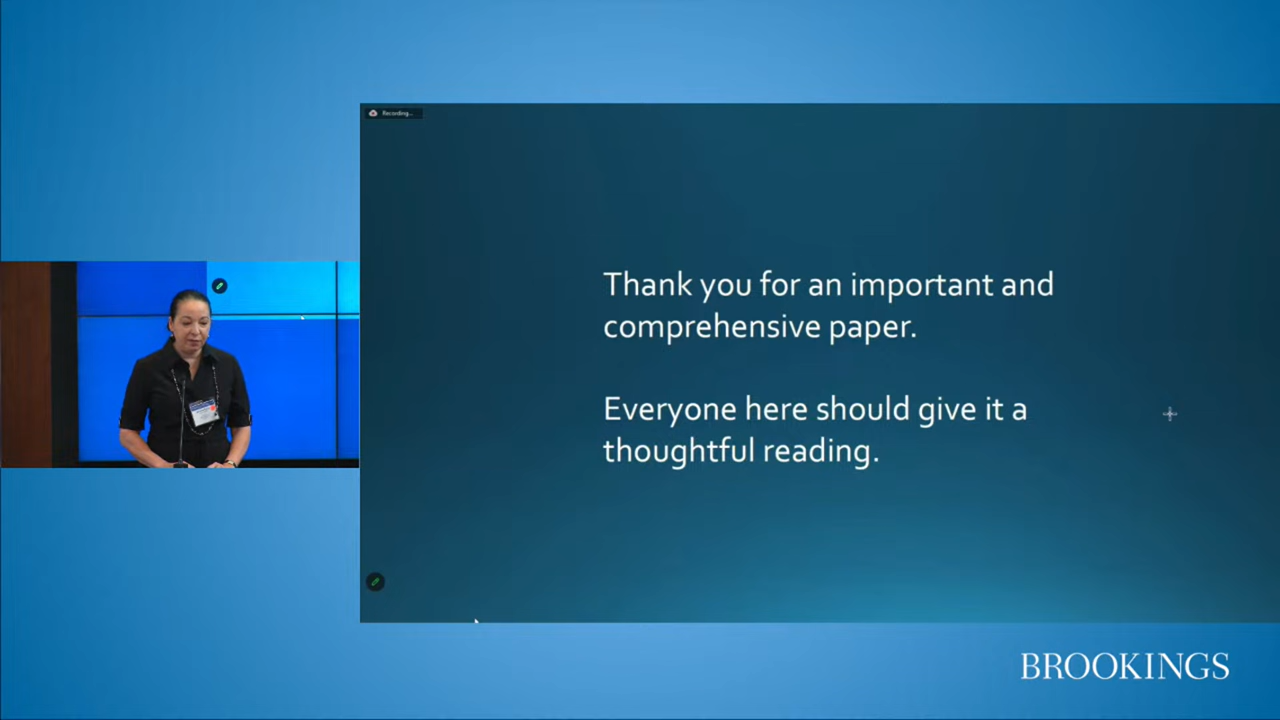 Recording...
Thank you for an important and
comprehensive paper.
Everyone here should give it a
thoughtful reading.
BROOKINGS